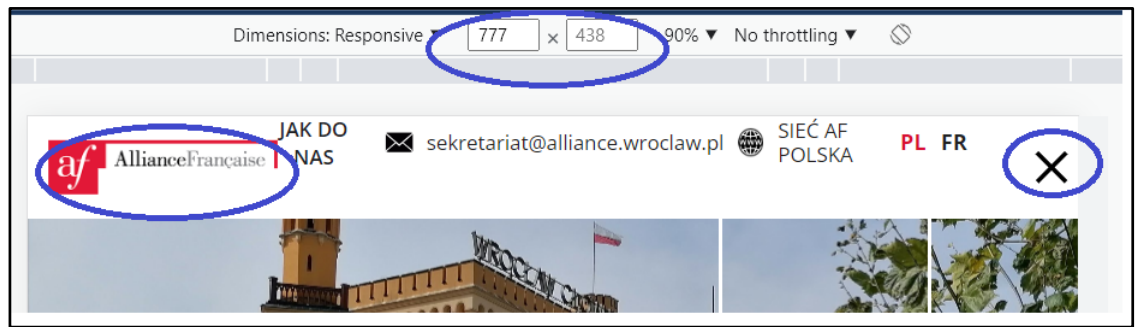 Dimensions: Responsive ▼ 777 × 438 90% ▼ No throttling ▼
af AllianceFrançaise
JAK DO
NAS
sekretariat@alliance.wroclaw.pl
SIEĆ AF
POLSKA
PL FR
WROCŁAW